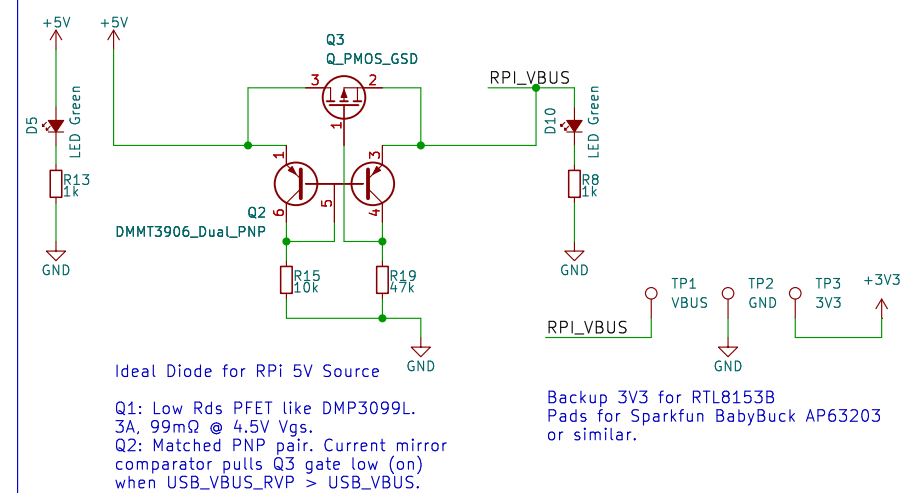 +5V
+5V
D5
LED Green
R13
1k
GND
Q3
Q_PMOS_GSD
3
2
1
1
3
6
5
4
Q2
DMMT3906_Dual_PNP
R15
10k
R19
47k
GND
RPI_VBUS
D10
LED Green
R8
1k
GND
RPI_VBUS
TP1
VBUS
TP2
GND
GND
TP3
3V3
+3V3
Ideal Diode for RPi 5V Source
Q1: Low Rds PFET like DMP3099L.
3A, 99mΩ @ 4.5V Vgs.
Q2: Matched PNP pair. Current mirror
comparator pulls Q3 gate low (on)
when USB_VBUS_RVP > USB_VBUS.
Backup 3V3 for RTL8153B
Pads for Sparkfun BabyBuck AP63203
or similar.